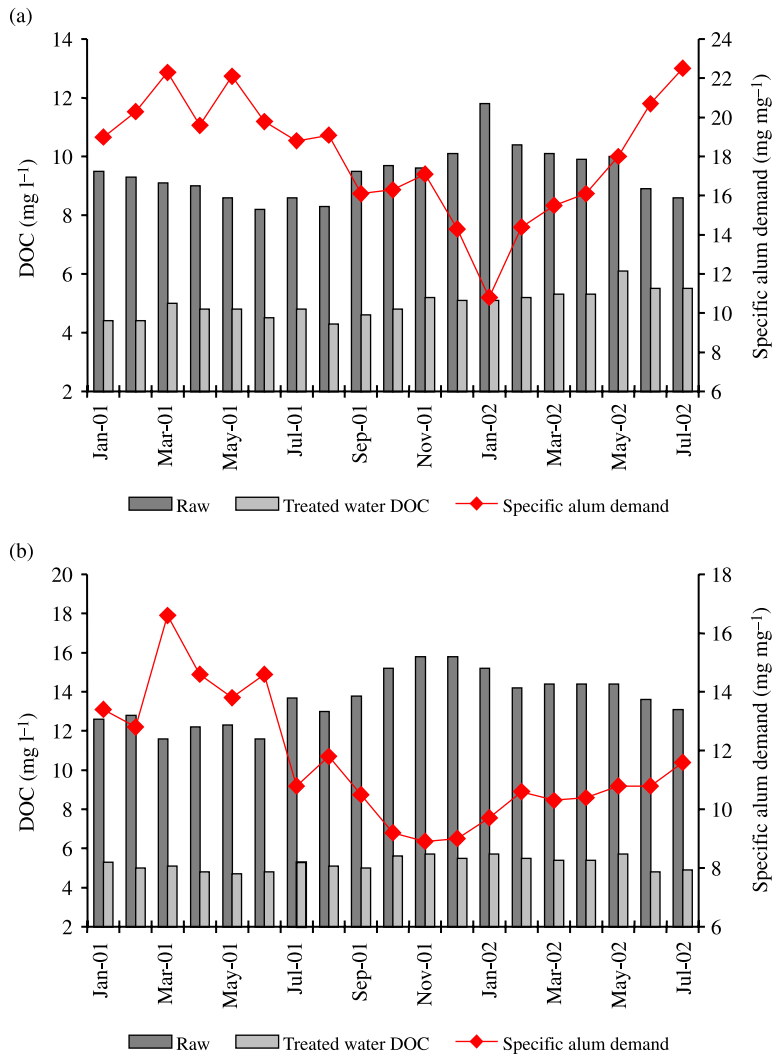 (a)
14
12
10
8
6
4
2
DOC (mg l⁻¹)
24
22
20
18
16
14
12
10
8
6
Specific alum demand (mg mg⁻¹)
Jan-01
Mar-01
May-01
Jul-01
Sep-01
Nov-01
Jan-02
Mar-02
May-02
Jul-02
Raw
Treated water DOC
Specific alum demand
(b)
20
18
16
14
12
10
8
6
4
2
DOC (mg l⁻¹)
18
16
14
12
10
8
6
Specific alum demand (mg mg⁻¹)
Jan-01
Mar-01
May-01
Jul-01
Sep-01
Nov-01
Jan-02
Mar-02
May-02
Jul-02
Raw
Treated water DOC
Specific alum demand